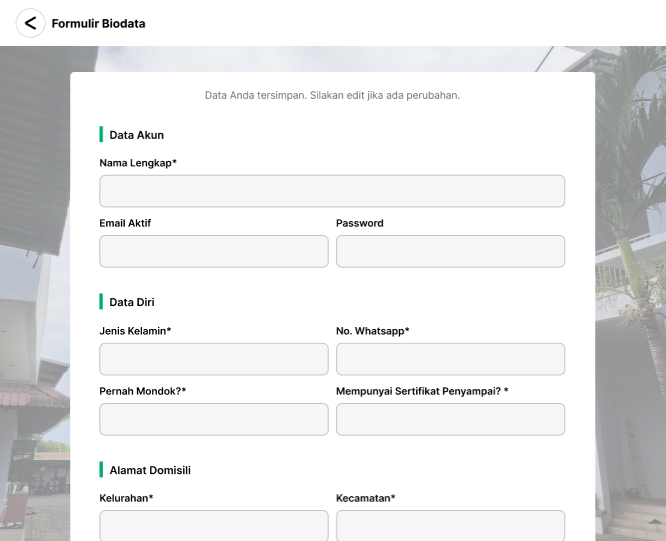 Formulir Biodata
Data Anda tersimpan. Silakan edit jika ada perubahan.
Data Akun
Nama Lengkap*
Email Aktif
Password
Data Diri
Jenis Kelamin*
No. Whatsapp*
Pernah Mondok?*
Mempunyai Sertifikat Penyampai? *
Alamat Domisili
Kelurahan*
Kecamatan*